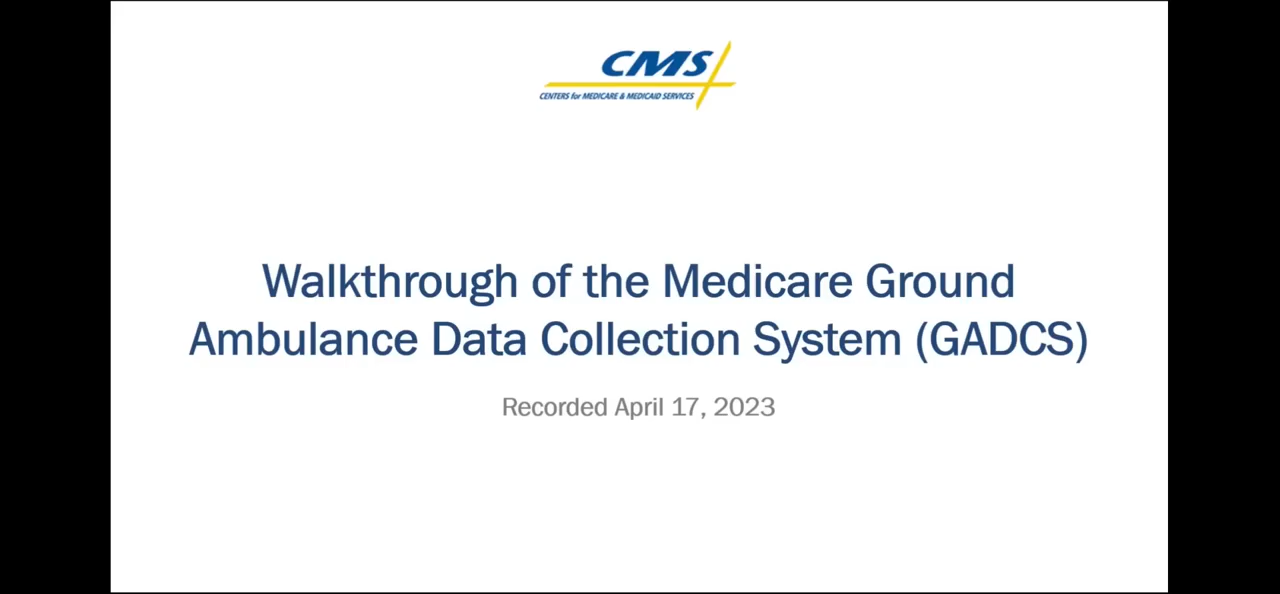 CMS
CENTERS for MEDICARE & MEDICAID SERVICES
Walkthrough of the Medicare Ground
Ambulance Data Collection System (GADCS)
Recorded April 17, 2023